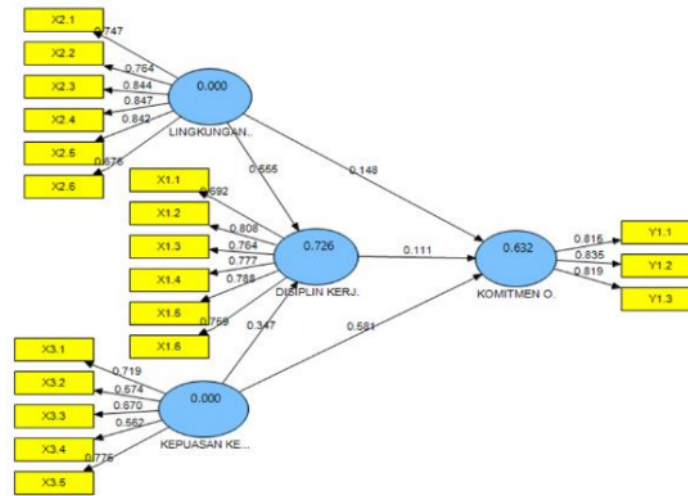 X2.1
0.747
X2.2
0.764
X2.3
0.844
X2.4
0.847
X2.5
0.842
X2.6
0.676
0.000
LINGKUNGAN..
0.555
0.148
X1.1
0.692
X1.2
0.808
X1.3
0.764
X1.4
0.777
X1.5
0.788
X1.6
0.759
0.726
DISIPLIN KERJ.
0.111
0.347
0.581
0.632
KOMITMEN O.
0.815
Y1.1
0.835
Y1.2
0.819
Y1.3
X3.1
0.719
X3.2
0.574
X3.3
0.670
X3.4
0.562
X3.5
0.775
0.000
KEPUASAN KE...